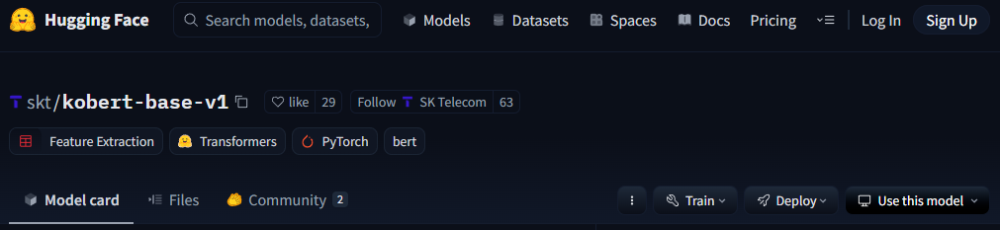 Hugging Face Search models, datasets, Models Datasets Spaces Docs Pricing Log In Sign Up
skt/kobert-base-v1 like 29 Follow SK Telecom 63
Feature Extraction Transformers PyTorch bert
Model card Files Community 2 Train Deploy Use this model